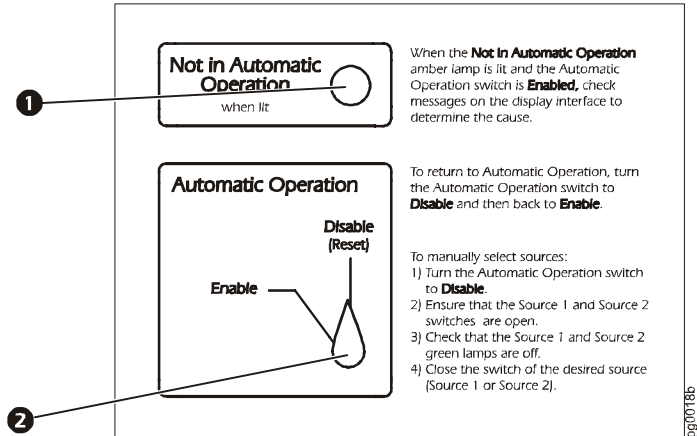 Not in Automatic
Operation
when lit
When the Not in Automatic Operation
amber lamp is lit and the Automatic
Operation switch is Enabled, check
messages on the display interface to
determine the cause.
1
Automatic Operation
To return to Automatic Operation, turn
the Automatic Operation switch to
Disable and then back to Enable.
Disable
(Reset)
Enable
To manually select sources:
1) Turn the Automatic Operation switch
to Disable.
2) Ensure that the Source 1 and Source 2
switches are open.
3) Check that the Source 1 and Source 2
green lamps are off.
4) Close the switch of the desired source
(Source 1 or Source 2).
2
pg0018b